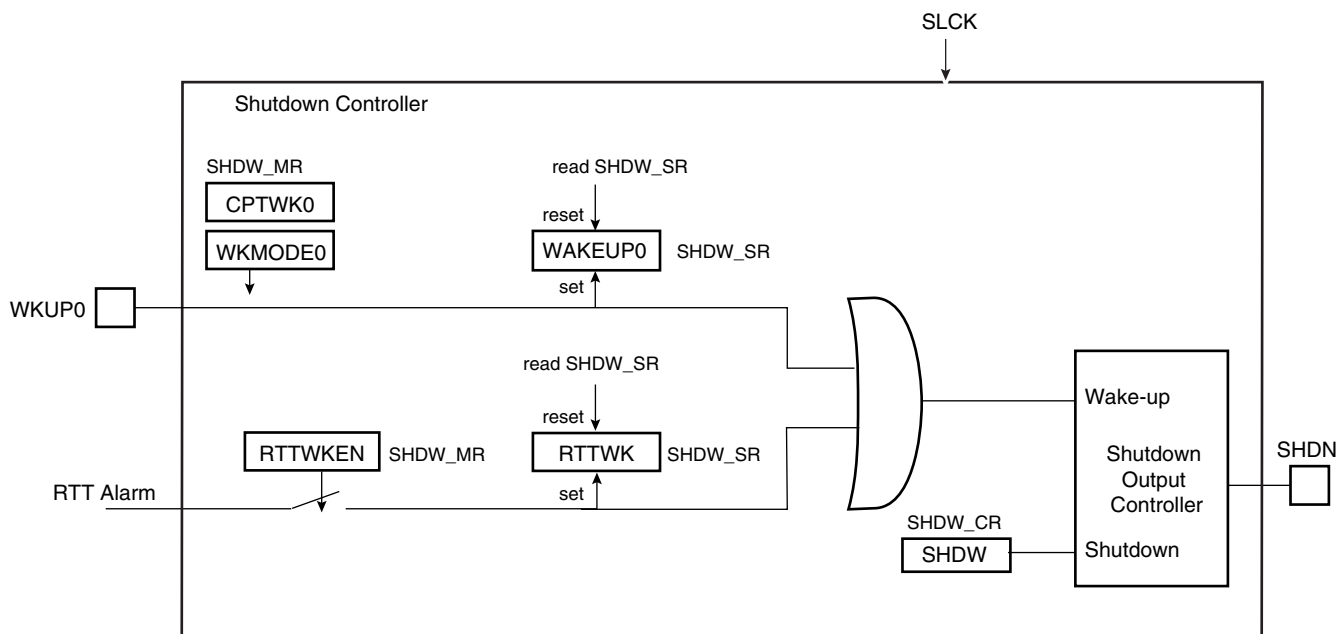 SLCK
Shutdown Controller
SHDW_MR
CPTWK0
WKMODE0
read SHDW_SR
reset
WAKEUP0
SHDW_SR
set
WKUP0
read SHDW_SR
reset
RTTWKEN
SHDW_MR
RTTWK
SHDW_SR
set
RTT Alarm
Wake-up
Shutdown
Output
Controller
SHDN
SHDW_CR
SHDW
Shutdown